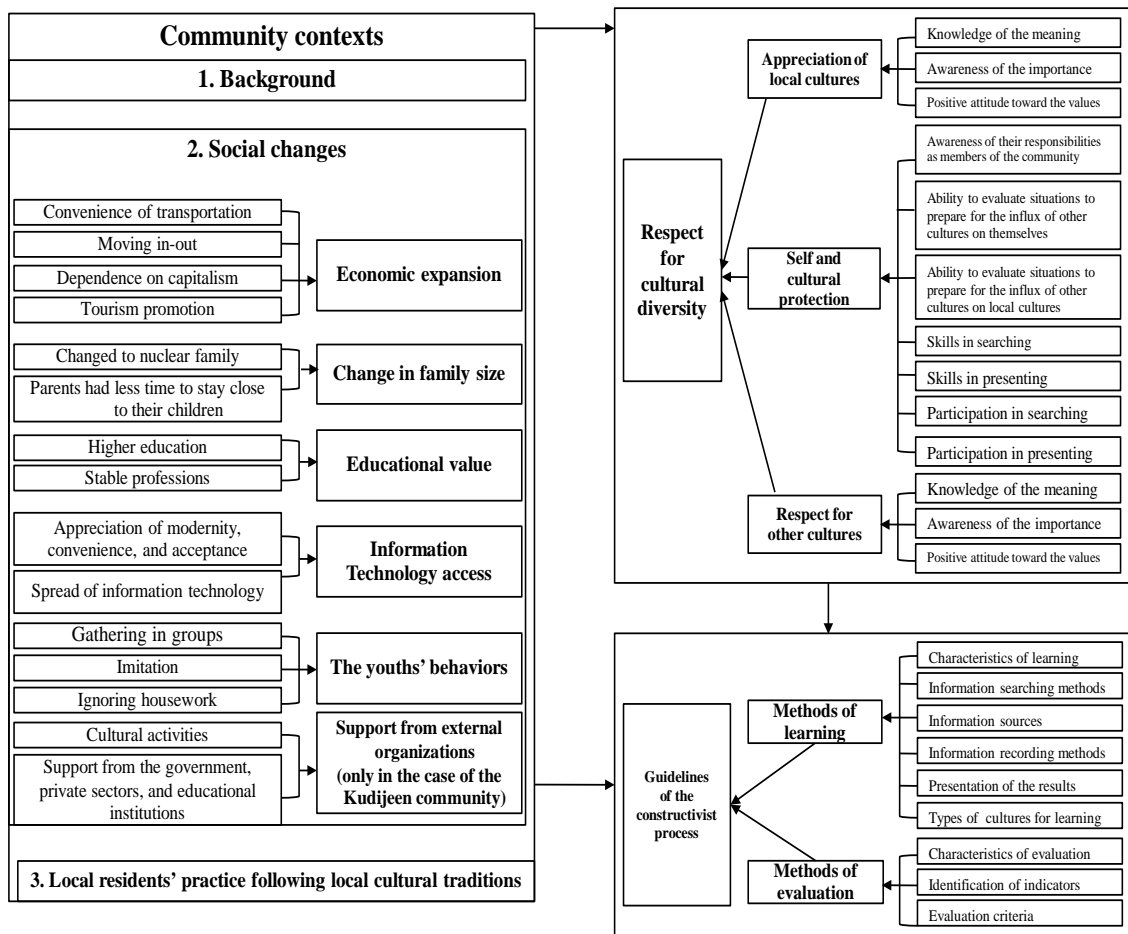 Community contexts
1. Background
2. Social changes
Convenience of transportation
Moving in-out
Dependence on capitalism
Tourism promotion
Economic expansion
Changed to nuclear family
Parents had less time to stay close
to their children
Change in family size
Higher education
Stable professions
Educational value
Appreciation of modernity,
convenience, and acceptance
Spread of information technology
Information
Technology access
Gathering in groups
Imitation
Ignoring housework
The youths' behaviors
Cultural activities
Support from the government,
private sectors, and educational
institutions
Support from external
organizations
(only in the case of the
Kudijeen community)
3. Local residents' practice following local cultural traditions
Respect
for
cultural
diversity
Appreciation of
local cultures
Knowledge of the meaning
Awareness of the importance
Positive attitude toward the values
Self and
cultural
protection
Awareness of their responsibilities
as members of the community
Ability to evaluate situations to
prepare for the influx of other
cultures on themselves
Ability to evaluate situations to
prepare for the influx of other
cultures on local cultures
Skills in searching
Skills in presenting
Participation in searching
Participation in presenting
Respect for
other cultures
Knowledge of the meaning
Awareness of the importance
Positive attitude toward the values
Guidelines
of the
constructivist
process
Methods of
learning
Characteristics of learning
Information searching methods
Information sources
Information recording methods
Presentation of the results
Types of cultures for learning
Methods of
evaluation
Characteristics of evaluation
Identification of indicators
Evaluation criteria